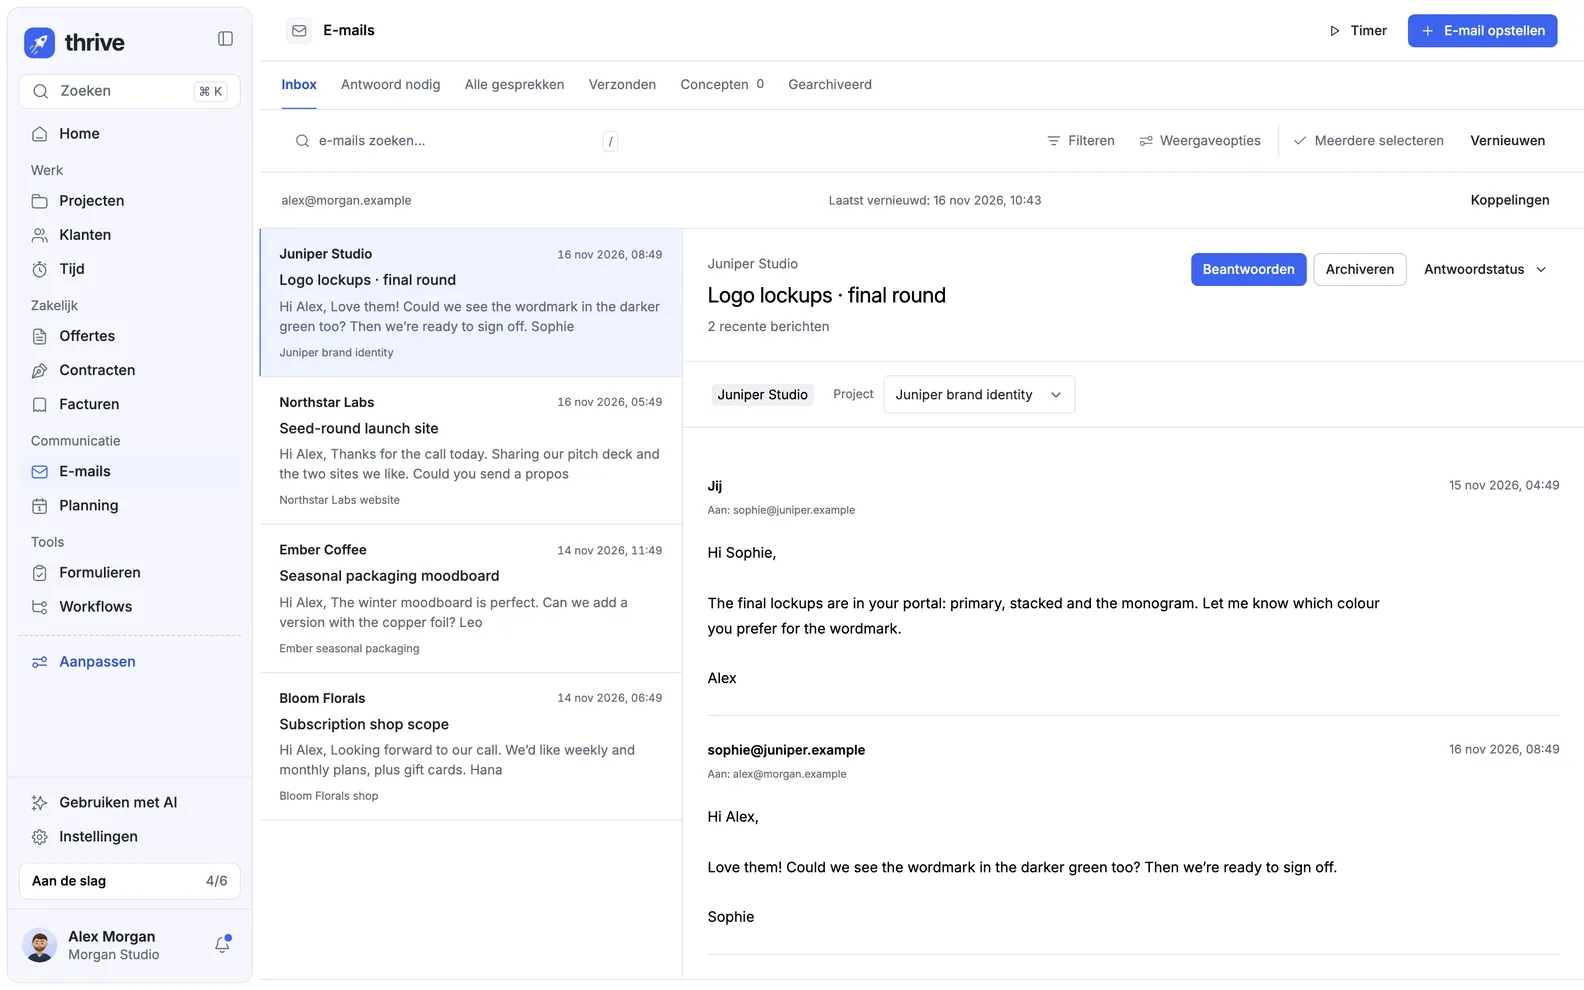 thrive
Zoeken
⌘ K
Home
Werk
Projecten
Klanten
Tijd
Zakelijk
Offertes
Contracten
Facturen
Communicatie
E-mails
Planning
Tools
Formulieren
Workflows
Aanpassen
Gebruiken met AI
Instellingen
Aan de slag 4/6
Alex Morgan
Morgan Studio
E-mails
Timer
+ E-mail opstellen
Inbox Antwoord nodig Alle gesprekken Verzonden Concepten 0 Gearchiveerd
e-mails zoeken... /
Filteren Weergaveopties Meerdere selecteren Vernieuwen
alex@morgan.example Laatst vernieuwd: 16 nov 2026, 10:43 Koppelingen
Juniper Studio 16 nov 2026, 08:49
Logo lockups · final round
Hi Alex, Love them! Could we see the wordmark in the darker
green too? Then we’re ready to sign off. Sophie
Juniper brand identity
Northstar Labs 16 nov 2026, 05:49
Seed-round launch site
Hi Alex, Thanks for the call today. Sharing our pitch deck and
the two sites we like. Could you send a propos
Northstar Labs website
Ember Coffee 14 nov 2026, 11:49
Seasonal packaging moodboard
Hi Alex, The winter moodboard is perfect. Can we add a
version with the copper foil? Leo
Ember seasonal packaging
Bloom Florals 14 nov 2026, 06:49
Subscription shop scope
Hi Alex, Looking forward to our call. We’d like weekly and
monthly plans, plus gift cards. Hana
Bloom Florals shop
Juniper Studio
Logo lockups · final round
2 recente berichten
Beantwoorden Archiveren Antwoordstatus
Juniper Studio Project Juniper brand identity
Jij 15 nov 2026, 04:49
Aan: sophie@juniper.example
Hi Sophie,
The final lockups are in your portal: primary, stacked and the monogram. Let me know which colour
you prefer for the wordmark.
Alex
sophie@juniper.example 16 nov 2026, 08:49
Aan: alex@morgan.example
Hi Alex,
Love them! Could we see the wordmark in the darker green too? Then we’re ready to sign off.
Sophie